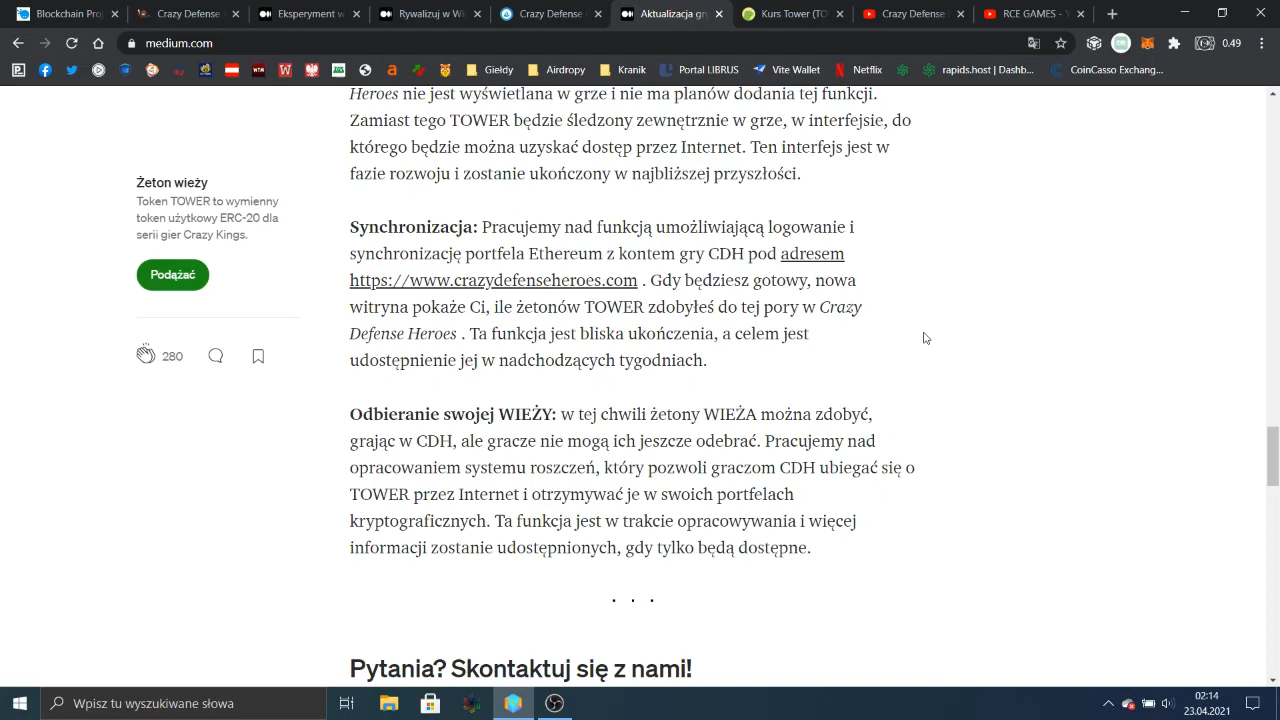 Blockchain Proj
Crazy Defense
Eksperyment w
Rywalizuj w Wi
Crazy Defense
Aktualizacja gr
Kurs Tower (TO
Crazy Defense
RCE GAMES - Y
medium.com
0.49
Giełdy
Airdropy
Kranik
Portal LIBRUS
Vite Wallet
Netflix
rapids.host | Dashb...
CoinCasso Exchang...
Heroes nie jest wyświetlana w grze i nie ma planów dodania tej funkcji.
Zamiast tego TOWER będzie śledzony zewnętrznie w grze, w interfejsie, do
którego będzie można uzyskać dostęp przez Internet. Ten interfejs jest w
fazie rozwoju i zostanie ukończony w najbliższej przyszłości.
Żeton wieży
Token TOWER to wymienny
token użytkowy ERC-20 dla
serii gier Crazy Kings.
Podążać
280
Synchronizacja: Pracujemy nad funkcją umożliwiającą logowanie i
synchronizację portfela Ethereum z kontem gry CDH pod adresem
https://www.crazydefenseheroes.com . Gdy będziesz gotowy, nowa
witryna pokaże Ci, ile żetonów TOWER zdobyłeś do tej pory w Crazy
Defense Heroes . Ta funkcja jest bliska ukończenia, a celem jest
udostępnienie jej w nadchodzących tygodniach.
Odbieranie swojej WIEŻY: w tej chwili żetony WIEŻA można zdobyć,
grając w CDH, ale gracze nie mogą ich jeszcze odebrać. Pracujemy nad
opracowaniem systemu roszczeń, który pozwoli graczom CDH ubiegać się o
TOWER przez Internet i otrzymywać je w swoich portfelach
kryptograficznych. Ta funkcja jest w trakcie opracowywania i więcej
informacji zostanie udostępnionych, gdy tylko będą dostępne.
. . .
Pytania? Skontaktuj się z nami!
Wpisz tu wyszukiwane słowa
02:14
23.04.2021